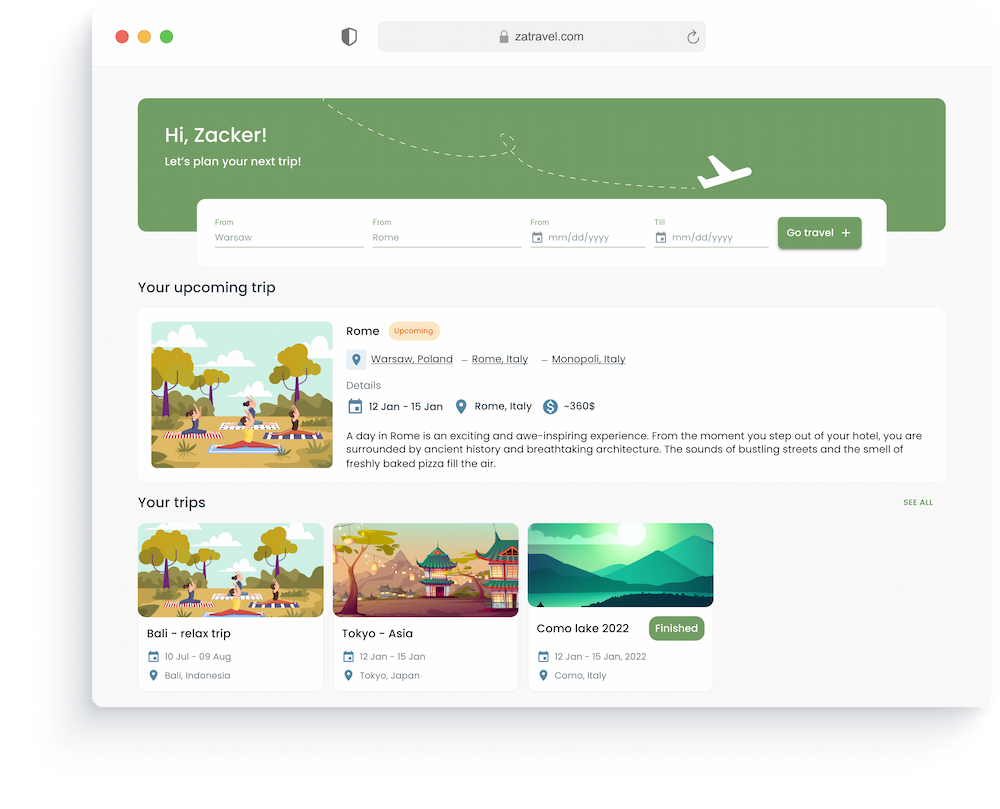 zatravel.com
Hi, Zacker!
Let's plan your next trip!
From From From Till
Warsaw Rome mm/dd/yyyy mm/dd/yyyy Go travel +
Your upcoming trip
Rome Upcoming
Warsaw, Poland – Rome, Italy – Monopoli, Italy
Details
12 Jan - 15 Jan Rome, Italy ~360$
A day in Rome is an exciting and awe-inspiring experience. From the moment you step out of your hotel, you are
surrounded by ancient history and breathtaking architecture. The sounds of bustling streets and the smell of
freshly baked pizza fill the air.
Your trips SEE ALL
Bali - relax trip
10 Jul - 09 Aug
Bali, Indonesia
Tokyo - Asia
12 Jan - 15 Jan
Tokyo, Japan
Como lake 2022 Finished
12 Jan - 15 Jan, 2022
Como, Italy